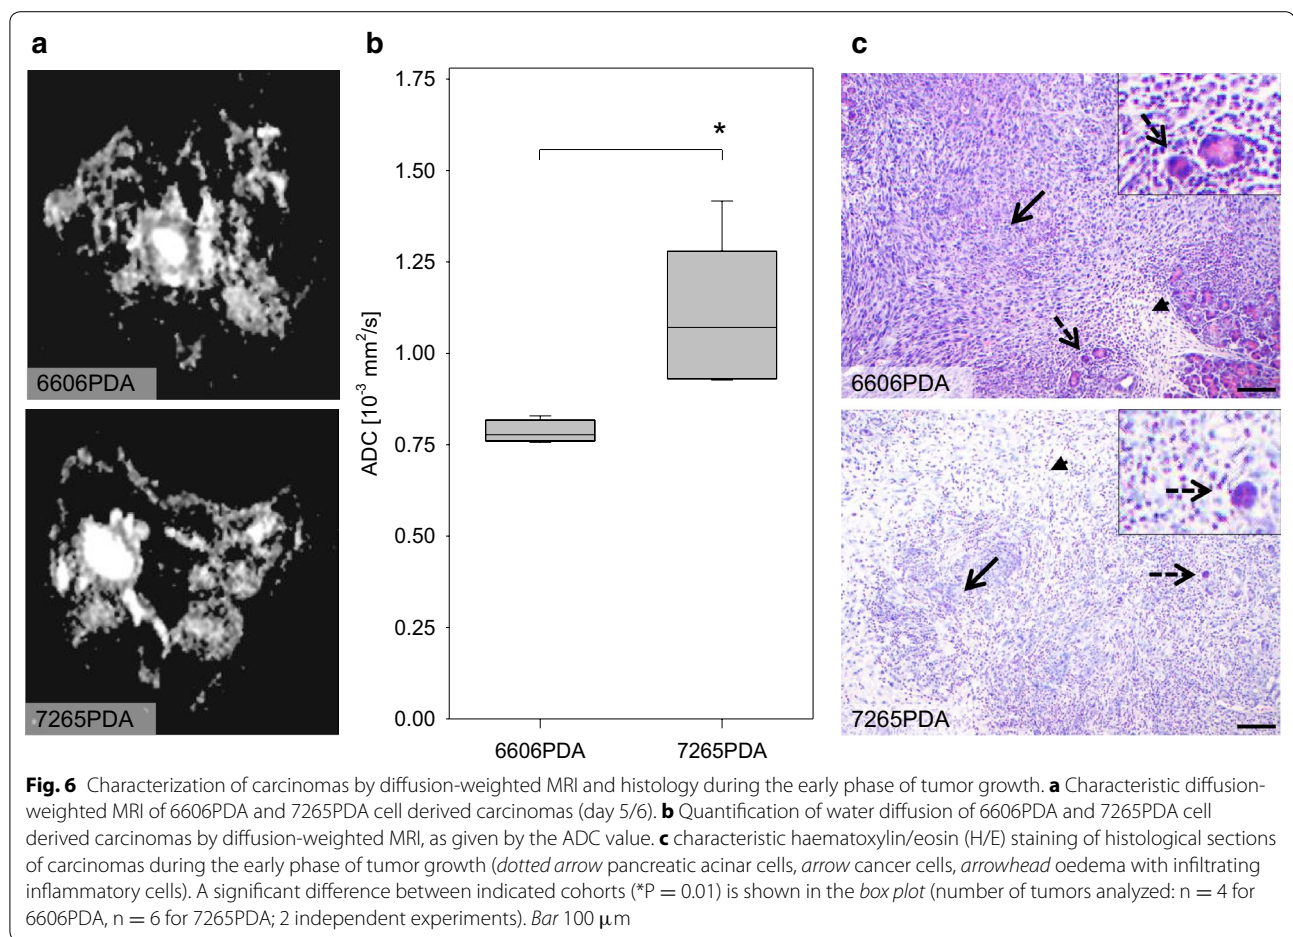 a
b
c
6606PDA
7265PDA
1.75
1.50
1.25
1.00
0.75
0.50
0.25
0.00
ADC [10⁻³ mm²/s]
*
6606PDA
7265PDA
6606PDA
7265PDA
Fig. 6 Characterization of carcinomas by diffusion-weighted MRI and histology during the early phase of tumor growth. a Characteristic diffusion-
weighted MRI of 6606PDA and 7265PDA cell derived carcinomas (day 5/6). b Quantification of water diffusion of 6606PDA and 7265PDA cell
derived carcinomas by diffusion-weighted MRI, as given by the ADC value. c characteristic haematoxylin/eosin (H/E) staining of histological sections
of carcinomas during the early phase of tumor growth (dotted arrow pancreatic acinar cells, arrow cancer cells, arrowhead oedema with infiltrating
inflammatory cells). A significant difference between indicated cohorts (*P = 0.01) is shown in the box plot (number of tumors analyzed: n = 4 for
6606PDA, n = 6 for 7265PDA; 2 independent experiments). Bar 100 μm